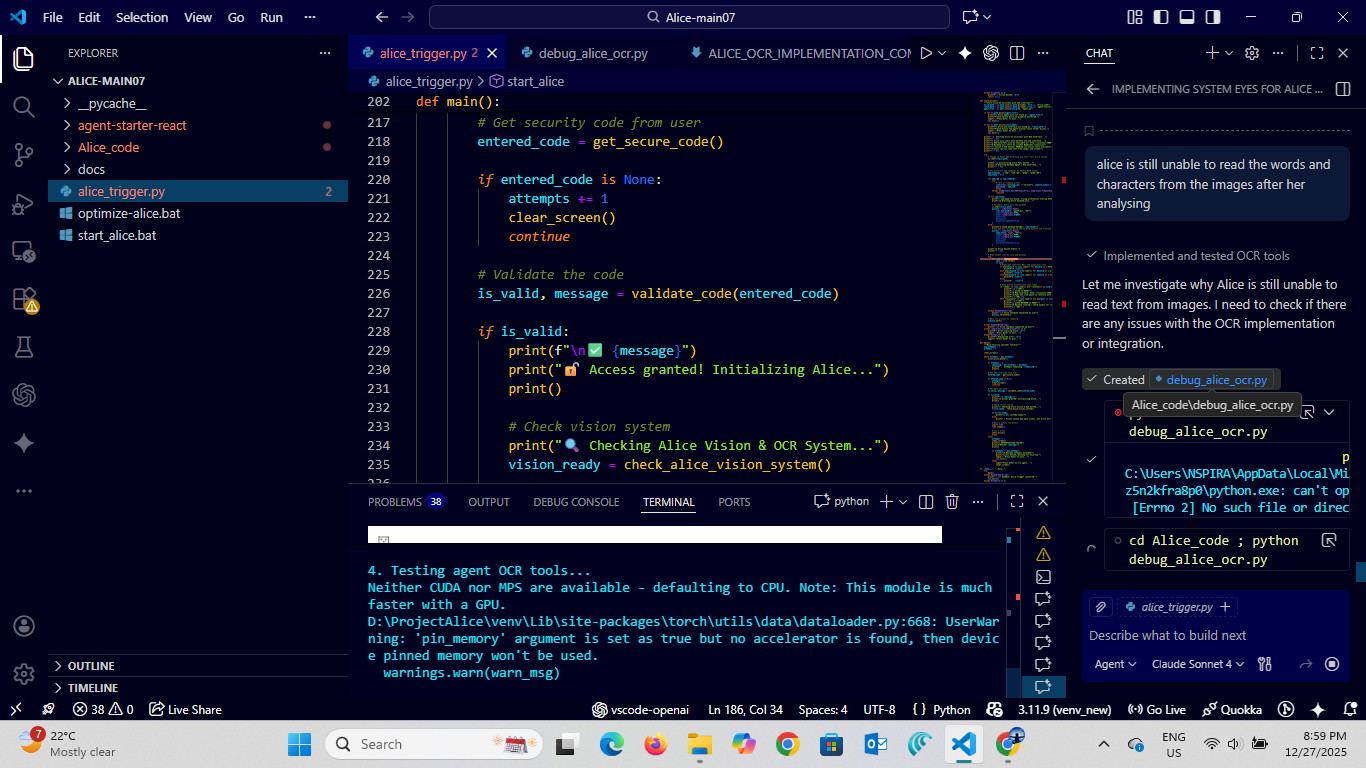 File Edit Selection View Go Run ···
Alice-main07
EXPLORER
ALICE-MAIN07
__pycache__
agent-starter-react
Alice_code
docs
alice_trigger.py 2
optimize-alice.bat
start_alice.bat
OUTLINE
TIMELINE
alice_trigger.py 2
debug_alice_ocr.py
ALICE_OCR_IMPLEMENTATION_CON
alice_trigger.py > start_alice
202 def main():
217 # Get security code from user
218 entered_code = get_secure_code()
219
220 if entered_code is None:
221 attempts += 1
222 clear_screen()
223 continue
224
225 # Validate the code
226 is_valid, message = validate_code(entered_code)
227
228 if is_valid:
229 print(f"\n✅ {message}")
230 print("🔓 Access granted! Initializing Alice...")
231 print()
232
233 # Check vision system
234 print("🔍 Checking Alice Vision & OCR System...")
235 vision_ready = check_alice_vision_system()
PROBLEMS 38 OUTPUT DEBUG CONSOLE TERMINAL PORTS
python
4. Testing agent OCR tools...
Neither CUDA nor MPS are available - defaulting to CPU. Note: This module is much
faster with a GPU.
D:\ProjectAlice\venv\Lib\site-packages\torch\utils\data\dataloader.py:668: UserWar
ning: 'pin_memory' argument is set as true but no accelerator is found, then devic
e pinned memory won't be used.
warnings.warn(warn_msg)
CHAT
IMPLEMENTING SYSTEM EYES FOR ALICE ...
alice is still unable to read the words and
characters from the images after her
analysing
Implemented and tested OCR tools
Let me investigate why Alice is still unable to
read text from images. I need to check if there
are any issues with the OCR implementation
or integration.
Created debug_alice_ocr.py
Alice_code\debug_alice_ocr.py
debug_alice_ocr.py
p
C:\Users\NSPIRA\AppData\Local\Mi
z5n2kfra8p0\python.exe: can't op
[Errno 2] No such file or direc
cd Alice_code ; python
debug_alice_ocr.py
alice_trigger.py
Describe what to build next
Agent Claude Sonnet 4
38 0 Live Share
vscode-openai Ln 186, Col 34 Spaces: 4 UTF-8 { } Python 3.11.9 (venv_new) Go Live Quokka
7
22°C
Mostly clear
Search
ENG
US
8:59 PM
12/27/2025